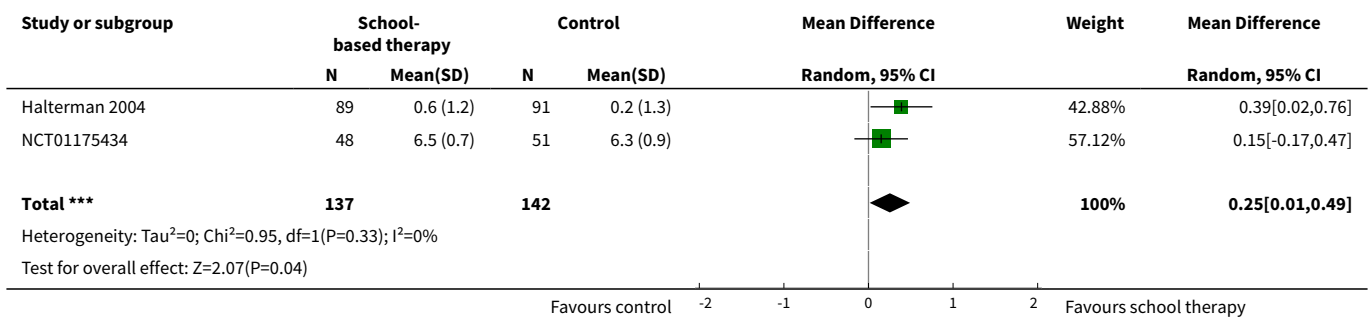 Study or subgroup School-based therapy Control Mean Difference Weight Mean Difference
N Mean(SD) N Mean(SD) Random, 95% CI Random, 95% CI
Halterman 2004 89 0.6 (1.2) 91 0.2 (1.3) 42.88% 0.39[0.02,0.76]
NCT01175434 48 6.5 (0.7) 51 6.3 (0.9) 57.12% 0.15[-0.17,0.47]
Total *** 137 142 100% 0.25[0.01,0.49]
Heterogeneity: Tau²=0; Chi²=0.95, df=1(P=0.33); I²=0%
Test for overall effect: Z=2.07(P=0.04)
Favours control -2 -1 0 1 2 Favours school therapy